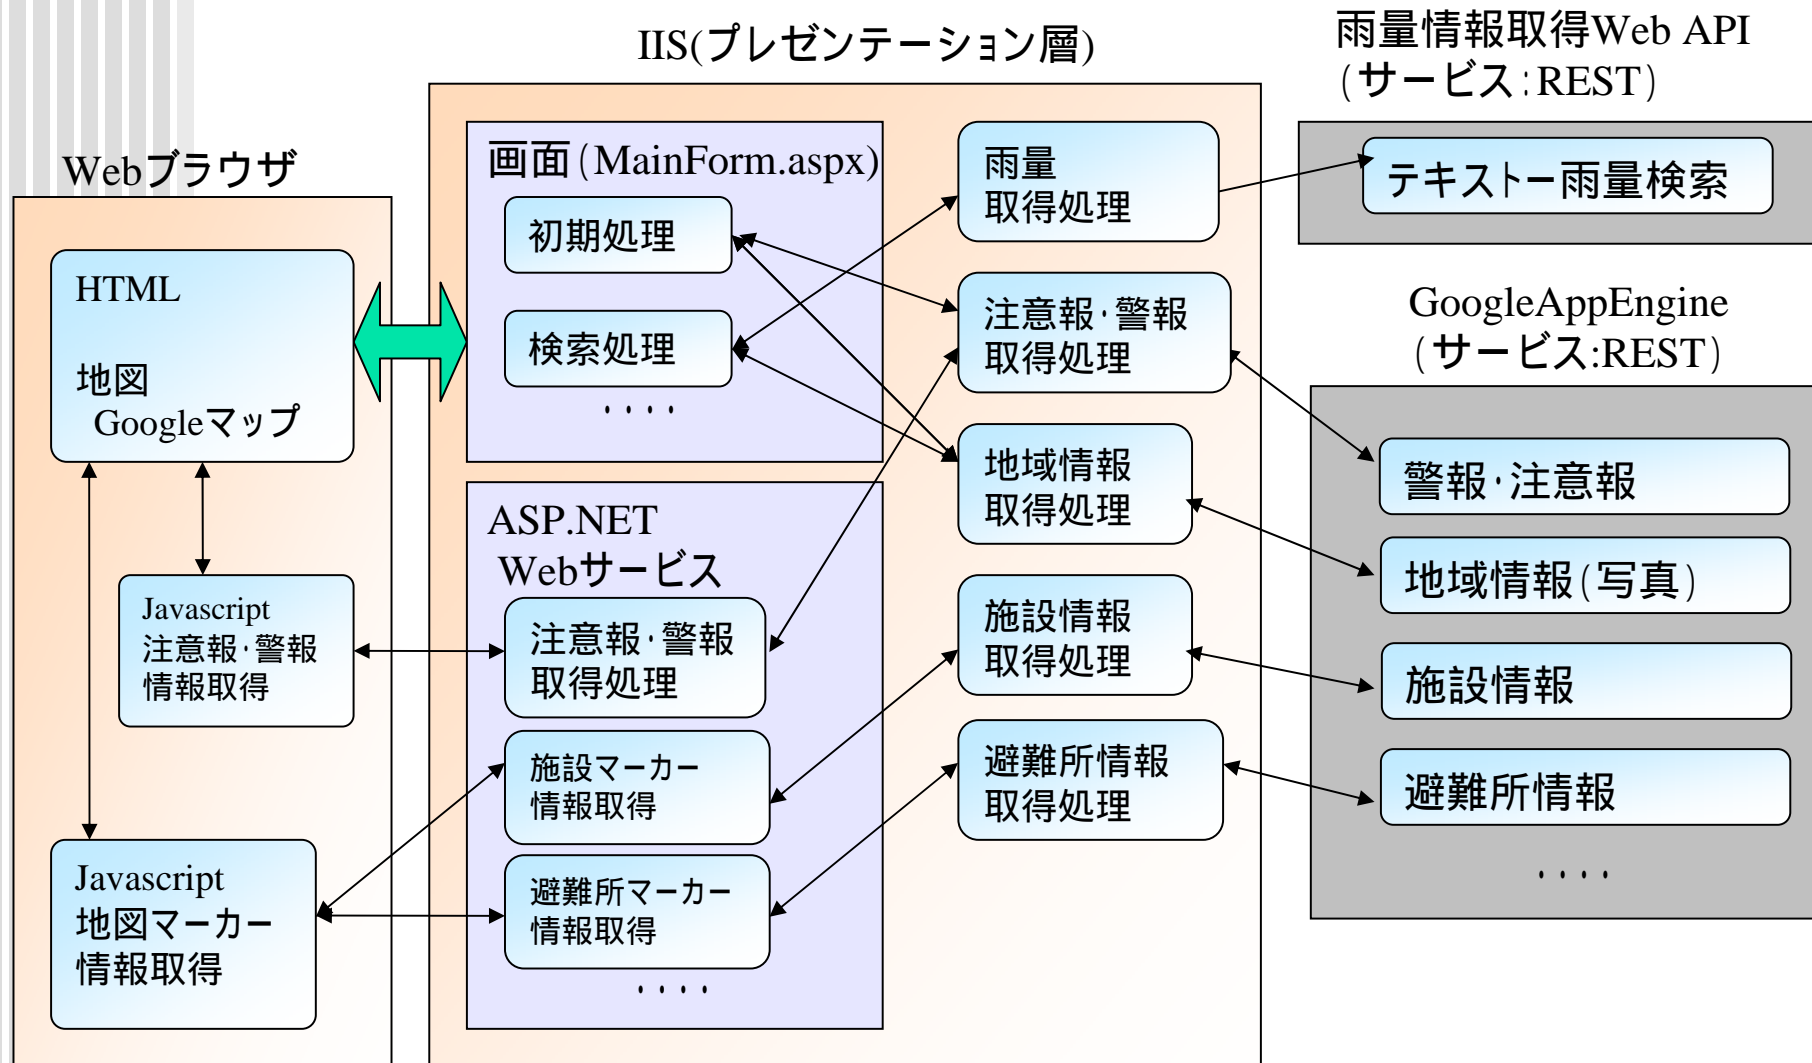 IIS(プレゼンテーション層)
雨量情報取得Web API
(サービス:REST)
Webブラウザ
画面(MainForm.aspx)
初期処理
検索処理
････
HTML
地図
Googleマップ
Javascript
注意報･警報
情報取得
Javascript
地図マーカー
情報取得
ASP.NET
Webサービス
注意報･警報
取得処理
施設マーカー
情報取得
避難所マーカー
情報取得
････
雨量
取得処理
注意報･警報
取得処理
地域情報
取得処理
施設情報
取得処理
避難所情報
取得処理
テキストー雨量検索
GoogleAppEngine
(サービス:REST)
警報･注意報
地域情報(写真)
施設情報
避難所情報
････